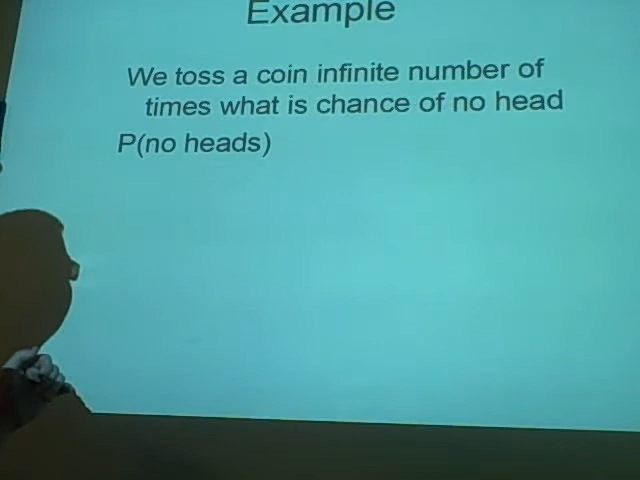 Example
We toss a coin infinite number of
times what is chance of no head
P(no heads)